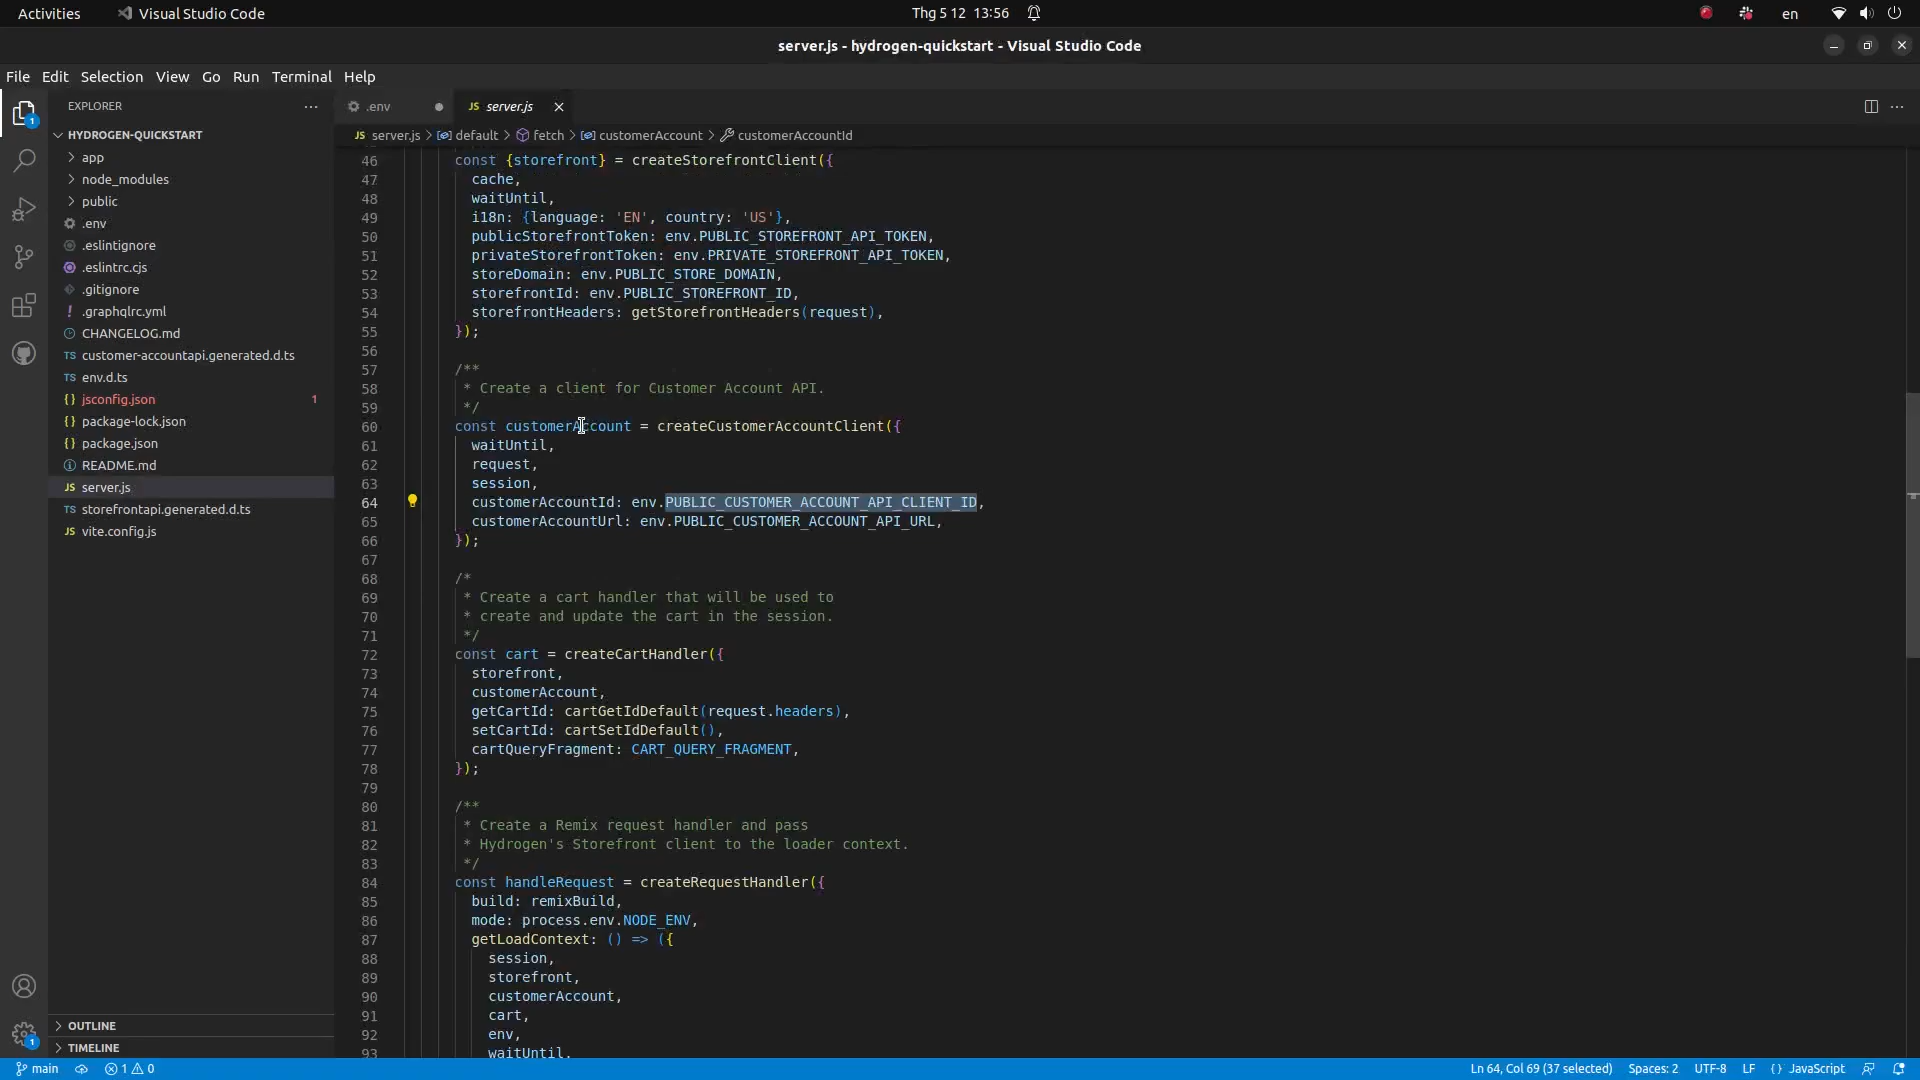 Activities Visual Studio Code Thg 5 12 13:56 en
server.js - hydrogen-quickstart - Visual Studio Code
File Edit Selection View Go Run Terminal Help
EXPLORER
.env
JS server.js
1
HYDROGEN-QUICKSTART
JS server.js > default > fetch > customerAccount > customerAccountId
app
node_modules
public
.env
.eslintignore
.eslintrc.cjs
.gitignore
! .graphqlrc.yml
CHANGELOG.md
TS customer-accountapi.generated.d.ts
TS env.d.ts
{} jsconfig.json 1
{} package-lock.json
{} package.json
README.md
JS server.js
TS storefrontapi.generated.d.ts
JS vite.config.js
OUTLINE
TIMELINE
1
46 const {storefront} = createStorefrontClient({
47 cache,
48 waitUntil,
49 i18n: {language: 'EN', country: 'US'},
50 publicStorefrontToken: env.PUBLIC_STOREFRONT_API_TOKEN,
51 privateStorefrontToken: env.PRIVATE_STOREFRONT_API_TOKEN,
52 storeDomain: env.PUBLIC_STORE_DOMAIN,
53 storefrontId: env.PUBLIC_STOREFRONT_ID,
54 storefrontHeaders: getStorefrontHeaders(request),
55 });
56
57 /**
58 * Create a client for Customer Account API.
59 */
60 const customerAccount = createCustomerAccountClient({
61 waitUntil,
62 request,
63 session,
64 customerAccountId: env.PUBLIC_CUSTOMER_ACCOUNT_API_CLIENT_ID,
65 customerAccountUrl: env.PUBLIC_CUSTOMER_ACCOUNT_API_URL,
66 });
67
68 /*
69 * Create a cart handler that will be used to
70 * create and update the cart in the session.
71 */
72 const cart = createCartHandler({
73 storefront,
74 customerAccount,
75 getCartId: cartGetIdDefault(request.headers),
76 setCartId: cartSetIdDefault(),
77 cartQueryFragment: CART_QUERY_FRAGMENT,
78 });
79
80 /**
81 * Create a Remix request handler and pass
82 * Hydrogen's Storefront client to the loader context.
83 */
84 const handleRequest = createRequestHandler({
85 build: remixBuild,
86 mode: process.env.NODE_ENV,
87 getLoadContext: () => ({
88 session,
89 storefront,
90 customerAccount,
91 cart,
92 env,
93 waitUntil,
main 1 0 Ln 64, Col 69 (37 selected) Spaces: 2 UTF-8 LF {} JavaScript